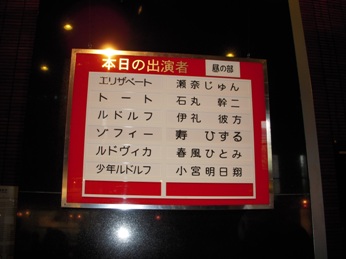 本日の出演者 昼の部
エリザベート 瀬奈じゅん
トート 石丸 幹二
ルドルフ 伊礼 彼方
ゾフィー 寿 ひずる
ルドヴィカ 春風ひとみ
少年ルドルフ 小宮明日翔